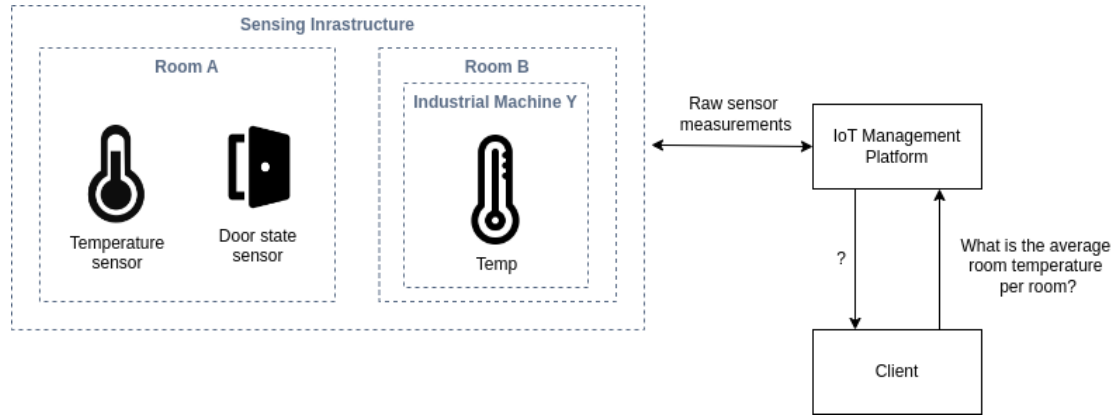 Sensing Inrastructure
Room A
Temperature
sensor
Door state
sensor
Room B
Industrial Machine Y
Temp
Raw sensor
measurements
IoT Management
Platform
?
What is the average
room temperature
per room?
Client